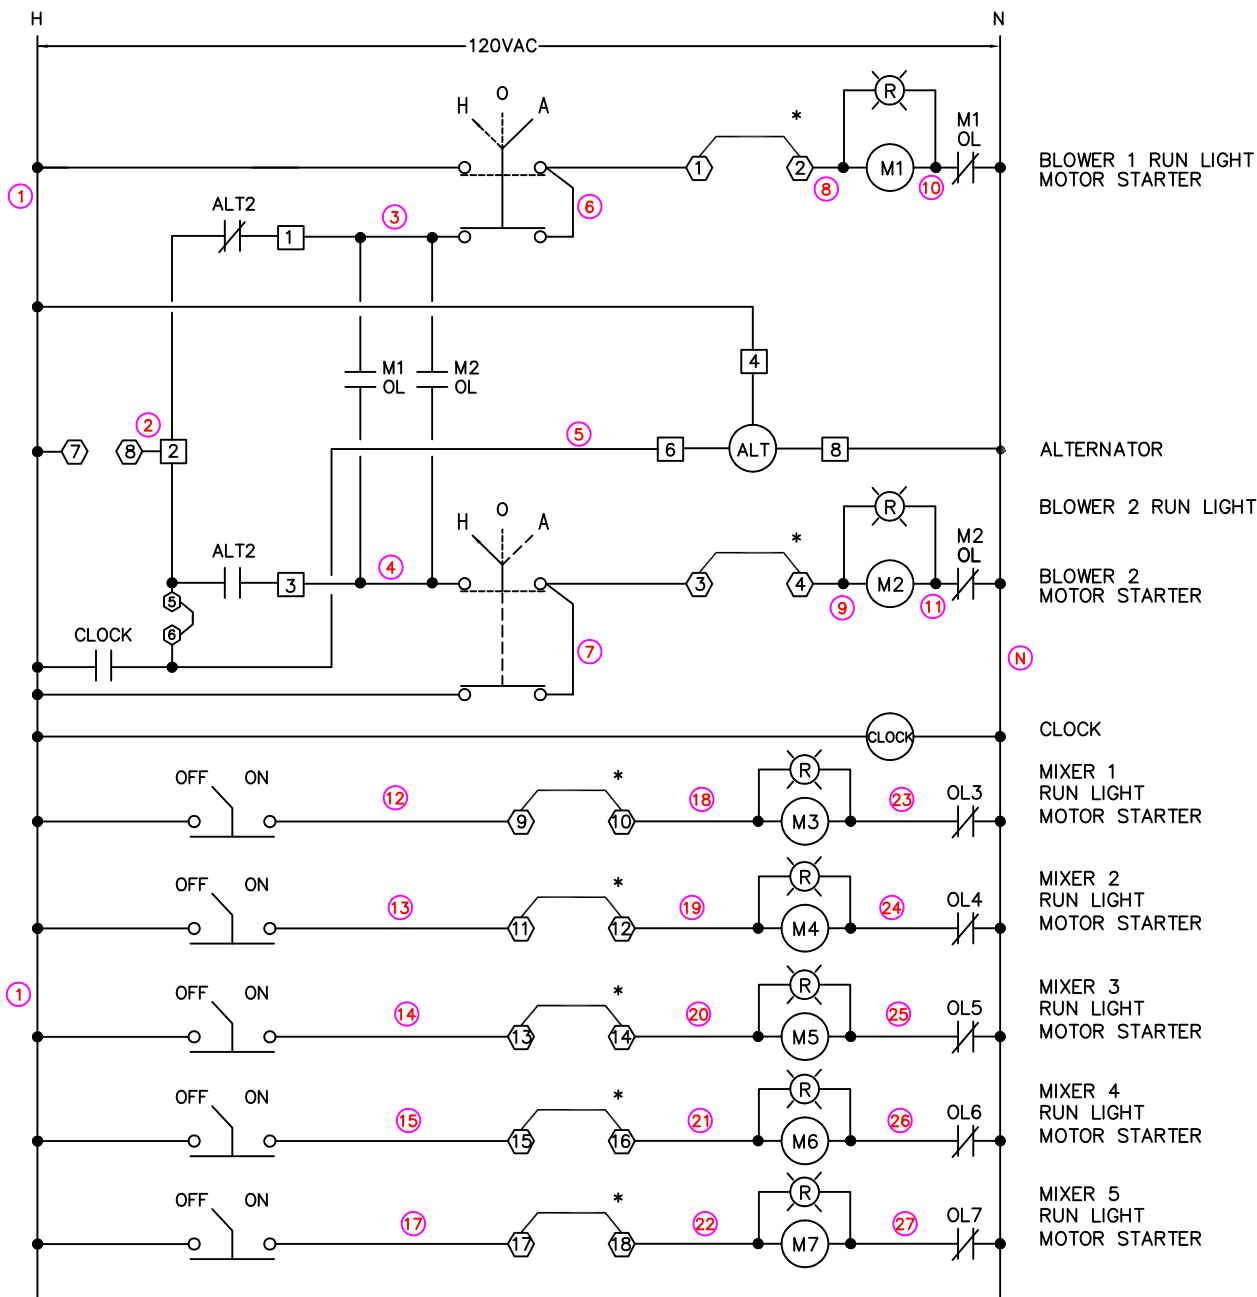 H N
120VAC
H O A
R
*
M1
OL
1 2 M1
BLOWER 1 RUN LIGHT
MOTOR STARTER
1 8 10
ALT2 3 6
1
4
M1
OL
M2
OL
2 5
7 8 2 6 ALT 8 ALTERNATOR
H O A
R
BLOWER 2 RUN LIGHT
*
M2
OL
ALT2 4
3 3 4 M2
BLOWER 2
MOTOR STARTER
5 9 11
CLOCK 6
7 N
CLOCK CLOCK
OFF ON * R
MIXER 1
RUN LIGHT
MOTOR STARTER
12 18 23 OL3
9 10 M3
OFF ON * R
MIXER 2
RUN LIGHT
MOTOR STARTER
13 19 24 OL4
11 12 M4
1
OFF ON * R
MIXER 3
RUN LIGHT
MOTOR STARTER
14 20 25 OL5
13 14 M5
OFF ON * R
MIXER 4
RUN LIGHT
MOTOR STARTER
15 21 26 OL6
15 16 M6
OFF ON * R
MIXER 5
RUN LIGHT
MOTOR STARTER
17 22 27 OL7
17 18 M7